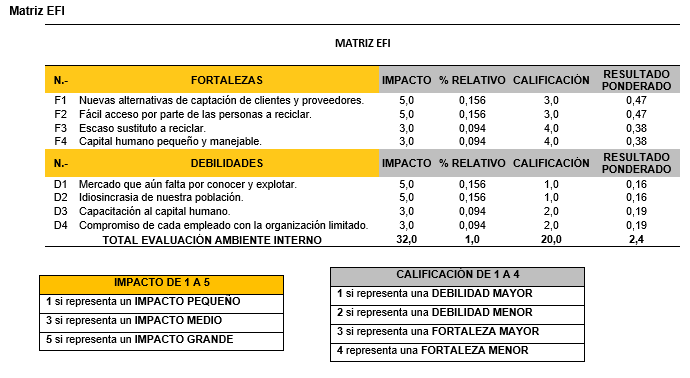 Matriz EFI
MATRIZ EFI
N.- FORTALEZAS IMPACTO % RELATIVO CALIFICACIÓN RESULTADO PONDERADO
F1 Nuevas alternativas de captación de clientes y proveedores. 5,0 0,156 3,0 0,47
F2 Fácil acceso por parte de las personas a reciclar. 5,0 0,156 3,0 0,47
F3 Escaso sustituto a reciclar. 3,0 0,094 4,0 0,38
F4 Capital humano pequeño y manejable. 3,0 0,094 4,0 0,38
N.- DEBILIDADES IMPACTO % RELATIVO CALIFICACIÓN RESULTADO PONDERADO
D1 Mercado que aún falta por conocer y explotar. 5,0 0,156 1,0 0,16
D2 Idiosincrasia de nuestra población. 5,0 0,156 1,0 0,16
D3 Capacitación al capital humano. 3,0 0,094 2,0 0,19
D4 Compromiso de cada empleado con la organización limitado. 3,0 0,094 2,0 0,19
TOTAL EVALUACIÓN AMBIENTE INTERNO 32,0 1,0 20,0 2,4
IMPACTO DE 1 A 5
1 si representa un IMPACTO PEQUEÑO
3 si representa un IMPACTO MEDIO
5 si representa un IMPACTO GRANDE
CALIFICACIÓN DE 1 A 4
1 si representa una DEBILIDAD MAYOR
2 si representa una DEBILIDAD MENOR
3 si representa una FORTALEZA MAYOR
4 representa una FORTALEZA MENOR